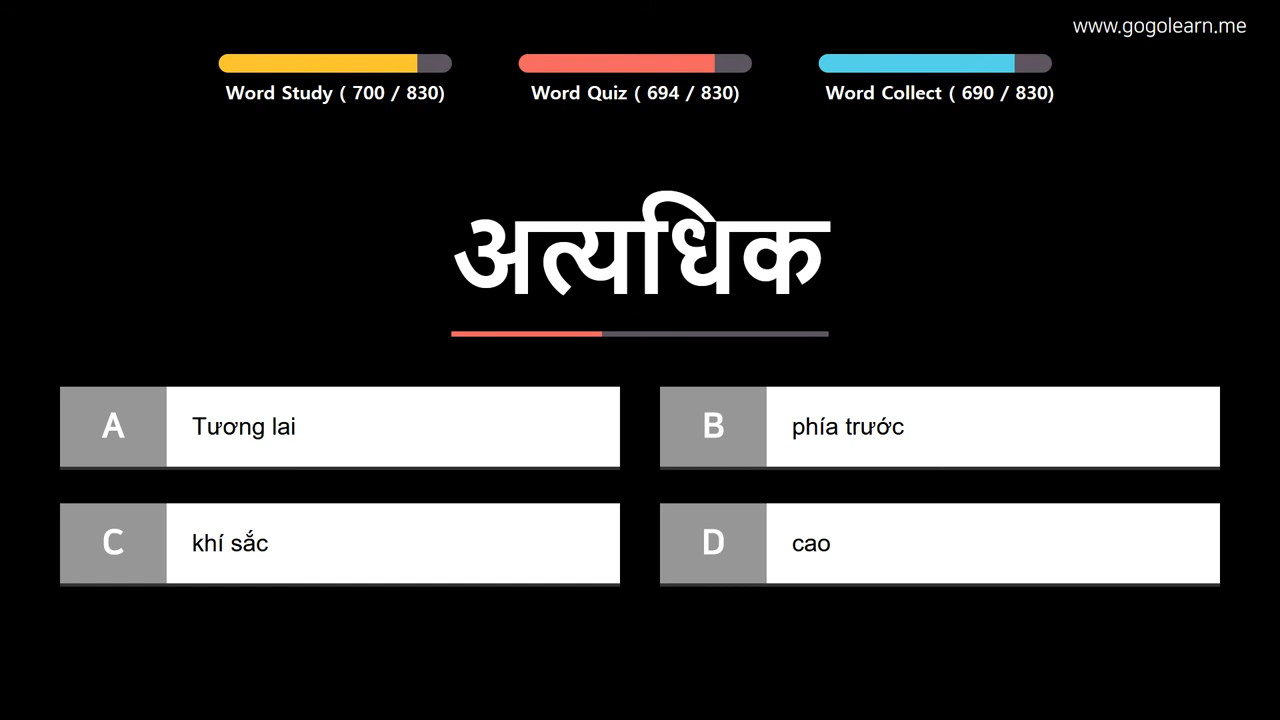 www.gogolearn.me
Word Study ( 700 / 830)
Word Quiz ( 694 / 830)
Word Collect ( 690 / 830)
अत्यधिक
A Tương lai
B phía trước
C khí sắc
D cao